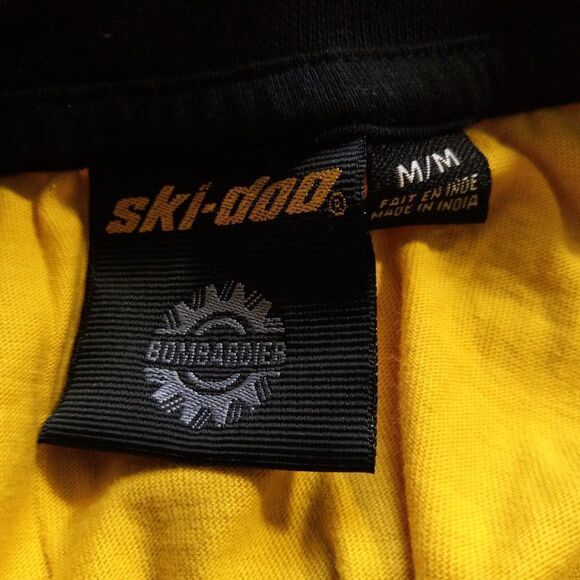 ski-doo®
M/M
FAIT EN INDE
MADE IN INDIA
BOMBARDIER